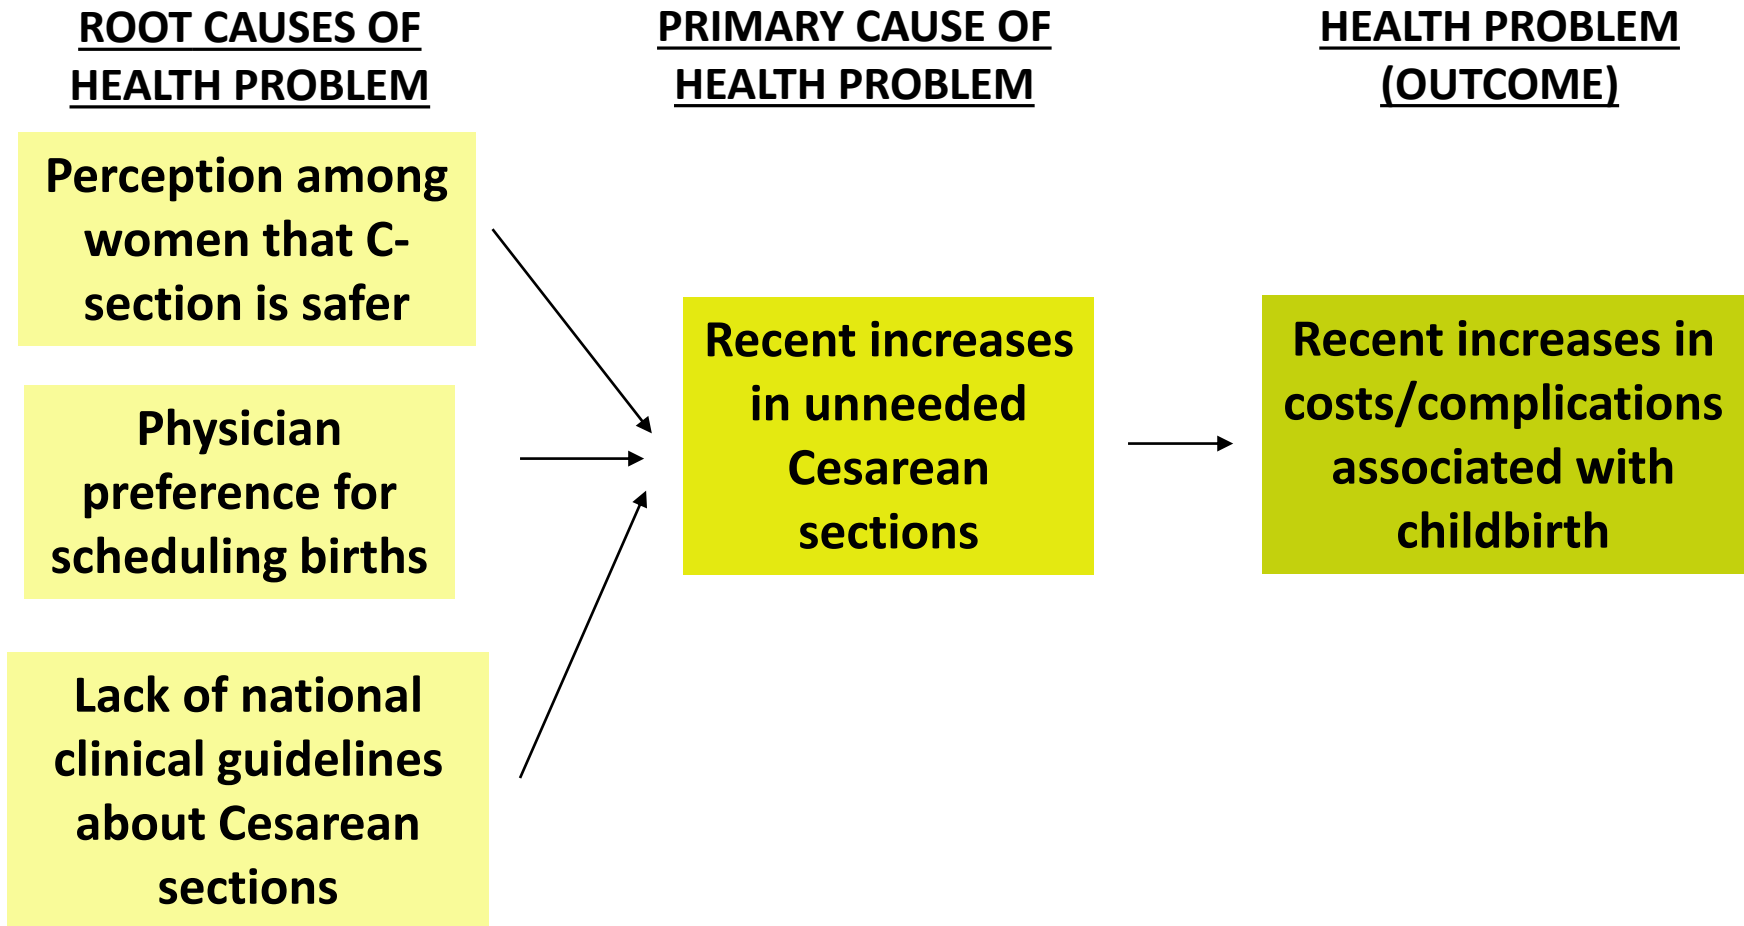 ROOT CAUSES OF
HEALTH PROBLEM
PRIMARY CAUSE OF
HEALTH PROBLEM
HEALTH PROBLEM
(OUTCOME)
Perception among
women that C-
section is safer
Physician
preference for
scheduling births
Lack of national
clinical guidelines
about Cesarean
sections
Recent increases
in unneeded
Cesarean
sections
Recent increases in
costs/complications
associated with
childbirth